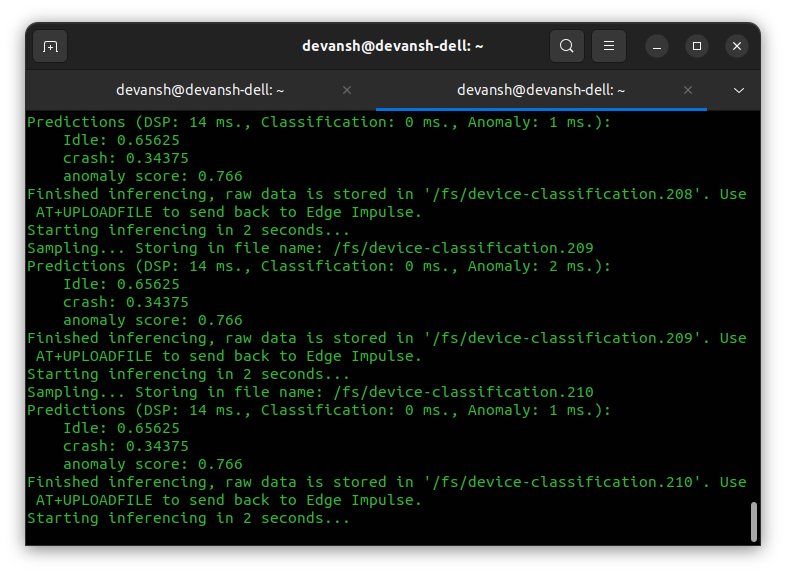 devansh@devansh-dell: ~
devansh@devansh-dell: ~
devansh@devansh-dell: ~
Predictions (DSP: 14 ms., Classification: 0 ms., Anomaly: 1 ms.):
    Idle: 0.65625
    crash: 0.34375
    anomaly score: 0.766
Finished inferencing, raw data is stored in '/fs/device-classification.208'. Use
 AT+UPLOADFILE to send back to Edge Impulse.
Starting inferencing in 2 seconds...
Sampling... Storing in file name: /fs/device-classification.209
Predictions (DSP: 14 ms., Classification: 0 ms., Anomaly: 2 ms.):
    Idle: 0.65625
    crash: 0.34375
    anomaly score: 0.766
Finished inferencing, raw data is stored in '/fs/device-classification.209'. Use
 AT+UPLOADFILE to send back to Edge Impulse.
Starting inferencing in 2 seconds...
Sampling... Storing in file name: /fs/device-classification.210
Predictions (DSP: 14 ms., Classification: 0 ms., Anomaly: 1 ms.):
    Idle: 0.65625
    crash: 0.34375
    anomaly score: 0.766
Finished inferencing, raw data is stored in '/fs/device-classification.210'. Use
 AT+UPLOADFILE to send back to Edge Impulse.
Starting inferencing in 2 seconds...